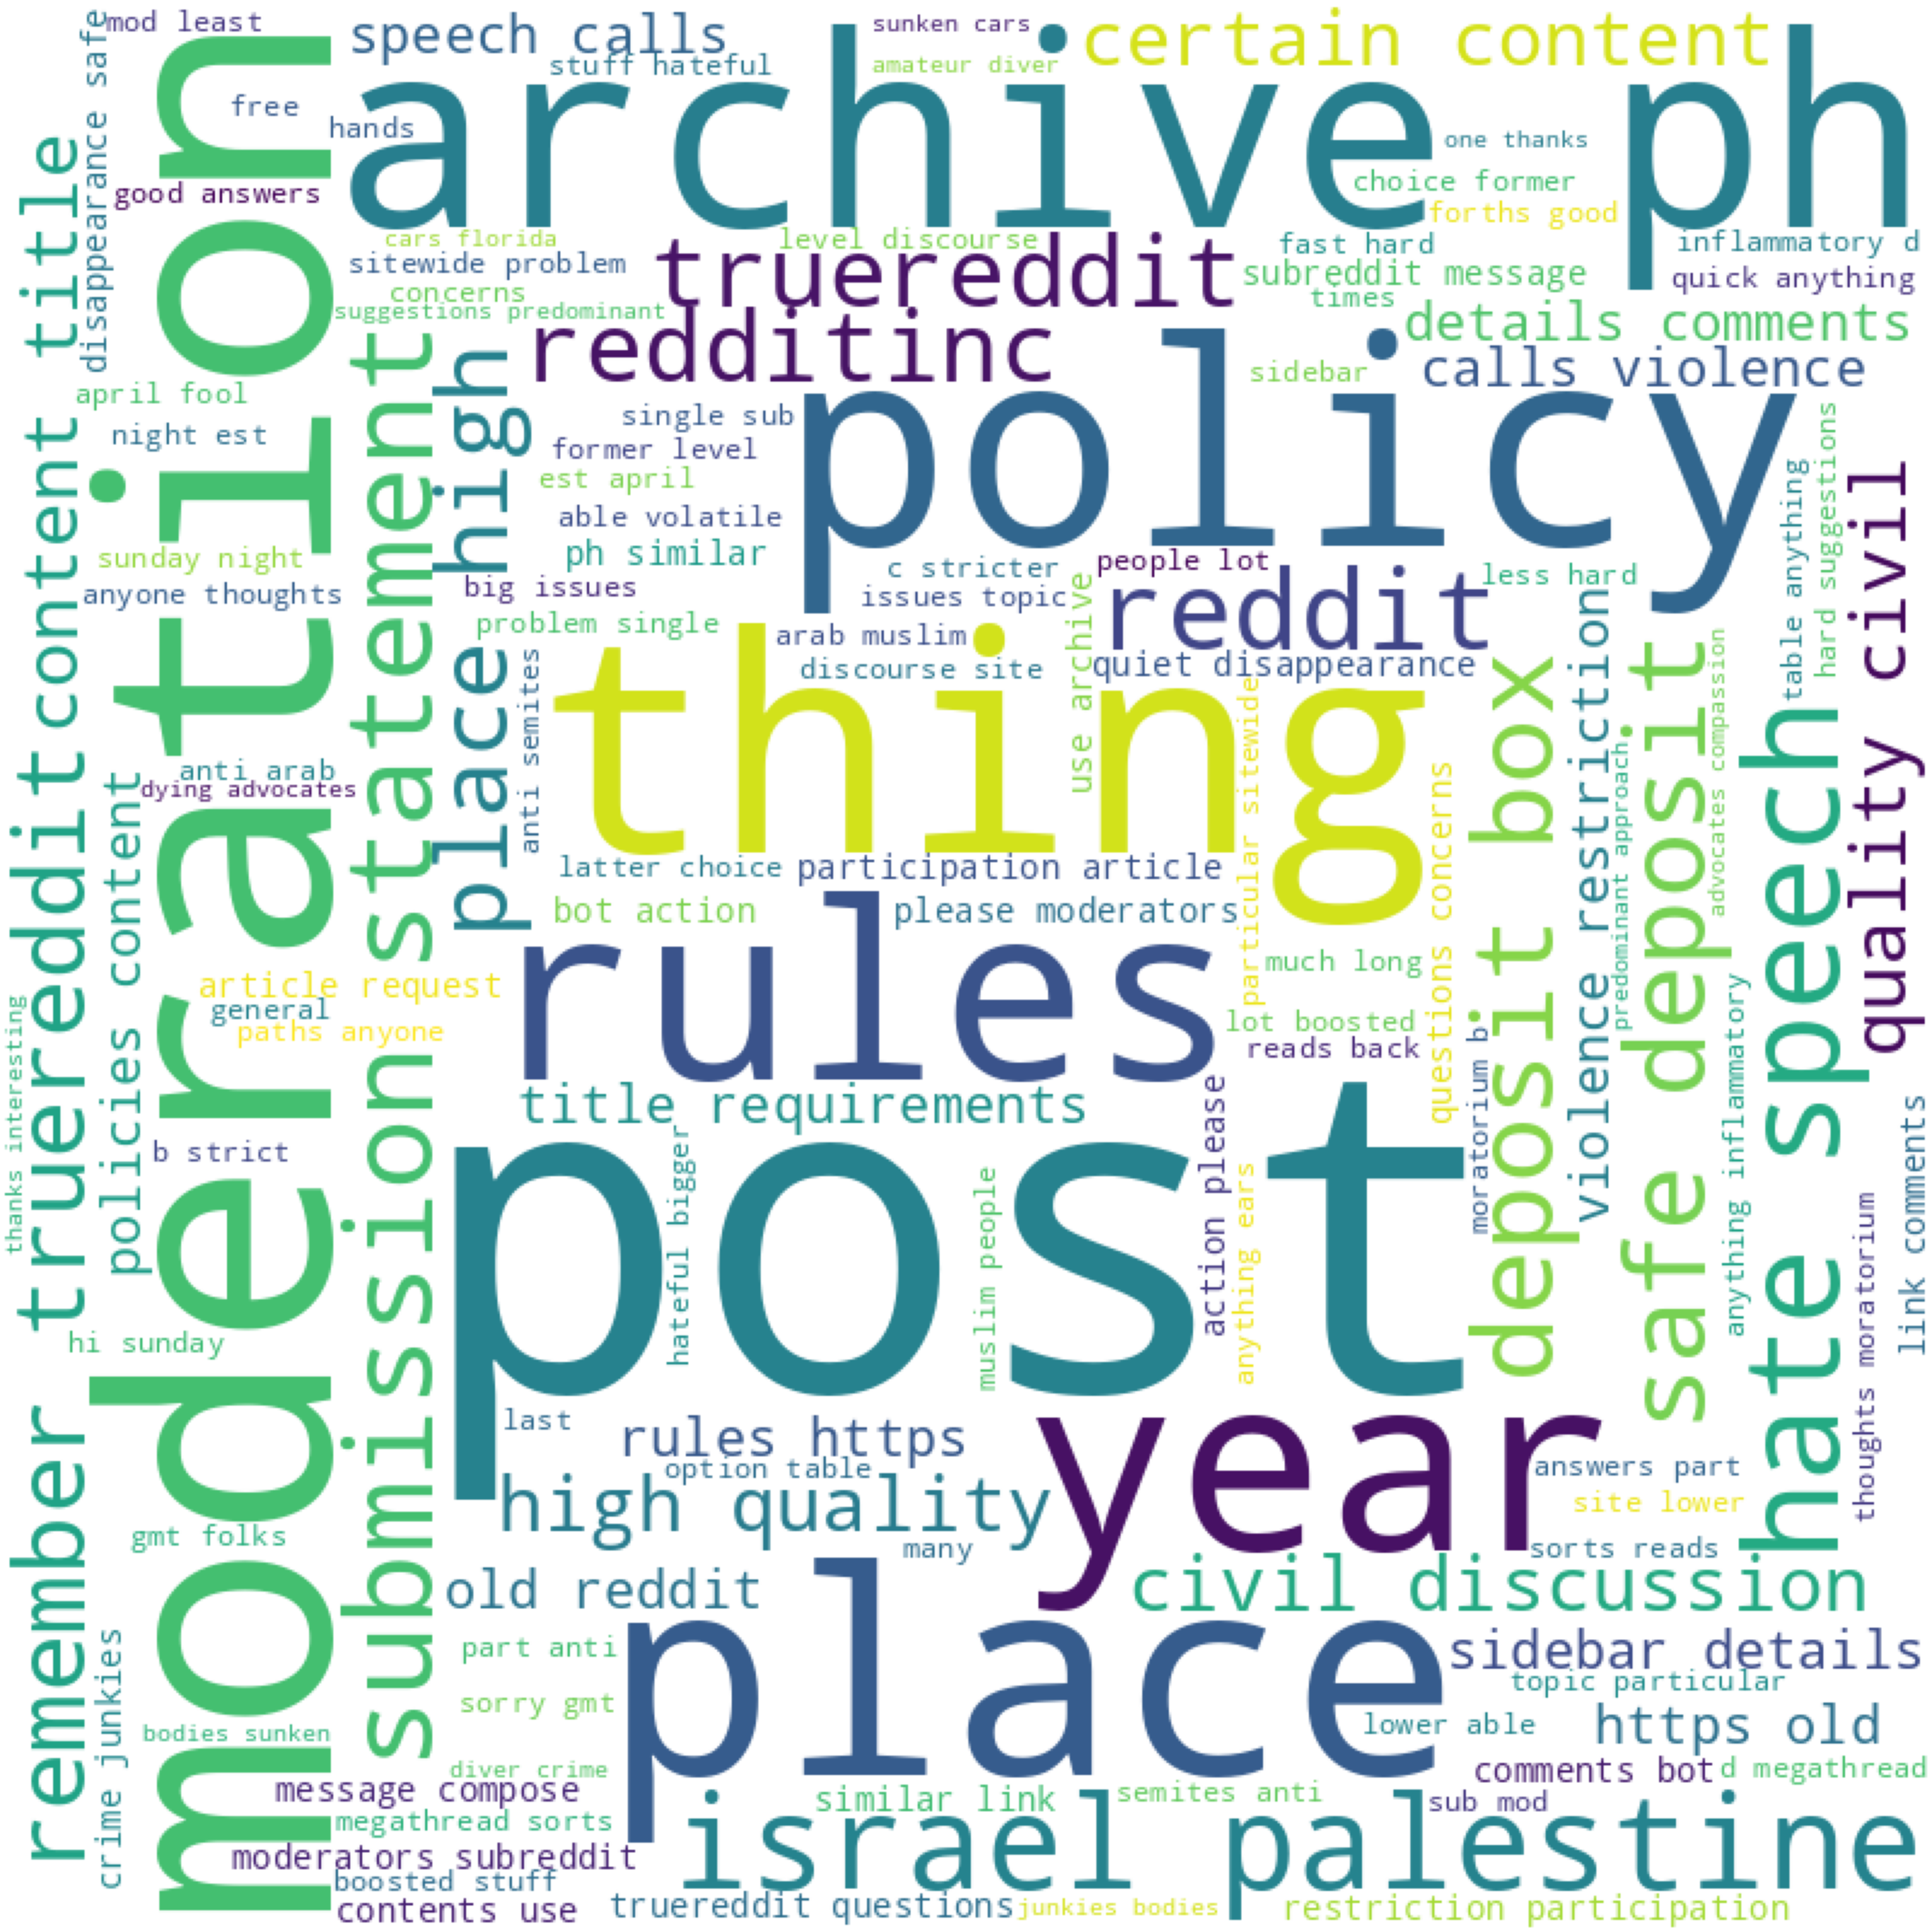 mod least
speech calls
sunken cars
certain content
stuff hateful
amateur diver
free
hands
archive ph
one thanks
choice former
good answers
forths good
disappearance safe
content title
moderation
cars florida
level discourse
fast hard
inflammatory d
sitewide problem
truereddit
subreddit message
quick anything
concerns
times
suggestions predominant
redditinc
details comments
april fool
place high
sidebar
calls violence
night est
single sub
policy
former level
est april
able volatile
sunday night
ph similar
c stricter
people lot
less hard
anyone thoughts
big issues
issues topic
use archive
reddit
table anything
hard suggestions
quality civil
problem single
arab muslim
discourse site
quiet disappearance
submission statement
anti semites
thing
anti arab
dying advocates
latter choice
participation article
particular sitewide
questions concerns
deposit box
violence restriction
predominant approach
safe deposit
advocates compassion
hate speech
policies content
bot action
please moderators
rules
much long
article request
general
paths anyone
lot boosted
reads back
thanks interesting
remember truereddit
title requirements
moratorium b
anything inflammatory
b strict
post
hateful bigger
muslim people
action please
anything ears
thoughts moratorium
link comments
hi sunday
last
rules https
year
option table
answers part
high quality
site lower
gmt folks
many
sorts reads
old reddit
civil discussion
place
part anti
sidebar details
crime junkies
topic particular
sorry gmt
bodies sunken
lower able
https old
diver crime
message compose
comments bot
d megathread
similar link
semites anti
sub mod
megathread sorts
israel palestine
moderators subreddit
boosted stuff
contents use
truereddit questions
junkies bodies
restriction participation